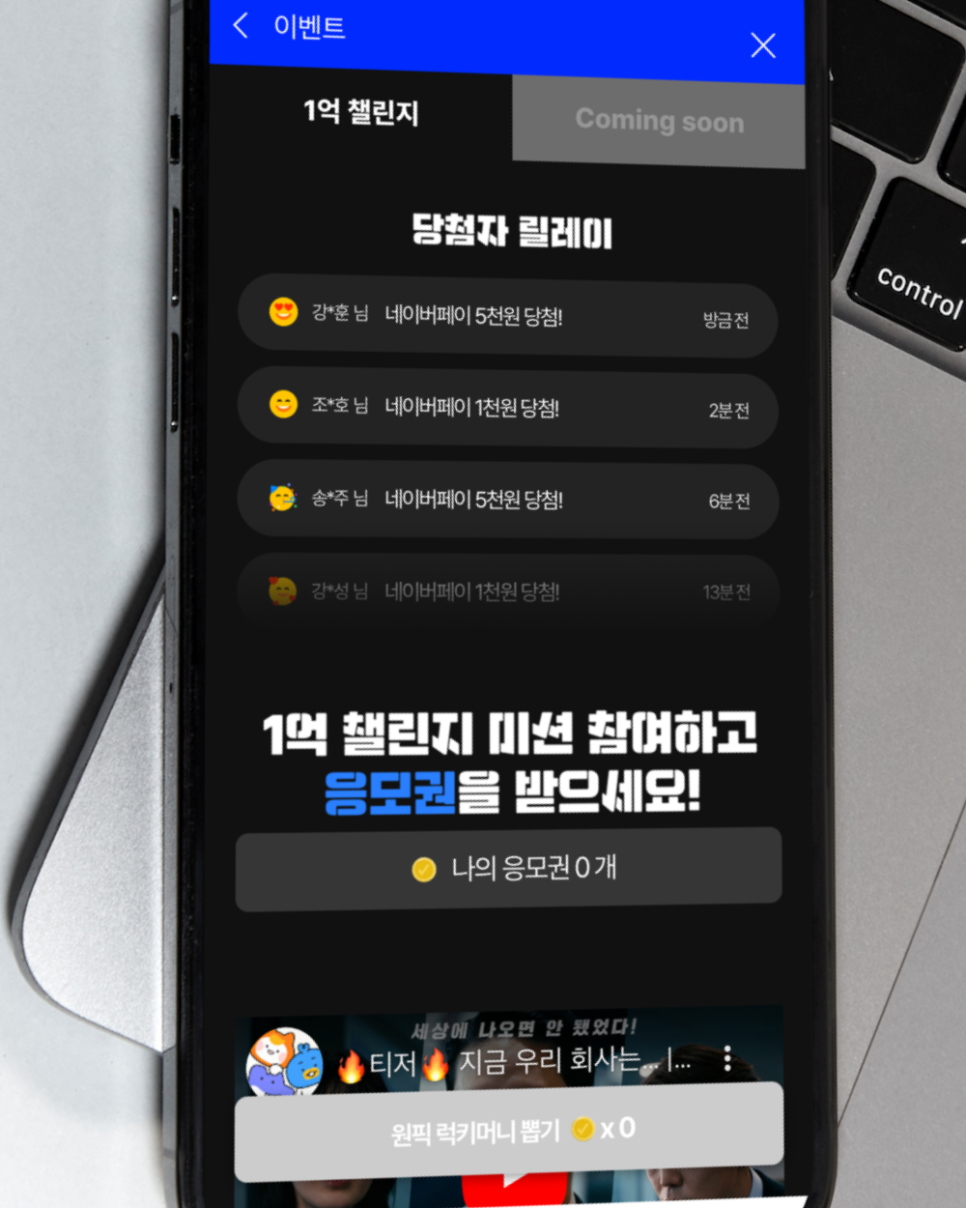 이벤트
1억 챌린지
Coming soon
당첨자 릴레이
강*훈 님 네이버페이 5천원 당첨! 방금 전
조*호 님 네이버페이 1천원 당첨! 2분 전
송*주 님 네이버페이 5천원 당첨! 6분 전
강*성 님 네이버페이 1천원 당첨! 13분 전
1억 챌린지 미션 참여하고
응모권을 받으세요!
나의 응모권 0 개
세상에 나오면 안 됐었다!
티저 지금 우리 회사는... |...
원픽 럭키머니 뽑기 x 0
control